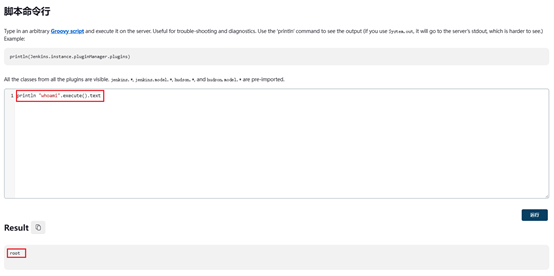 脚本命令行
Type in an arbitrary Groovy script and execute it on the server. Useful for trouble-shooting and diagnostics. Use the 'println' command to see the output (if you use System.out, it will go to the server's stdout, which is harder to see.)
Example:
println(Jenkins.instance.pluginManager.plugins)
All the classes from all the plugins are visible. jenkins.*, jenkins.model.*, hudson.*, and hudson.model.* are pre-imported.
1 println "whoami".execute().text
执行
Result
root